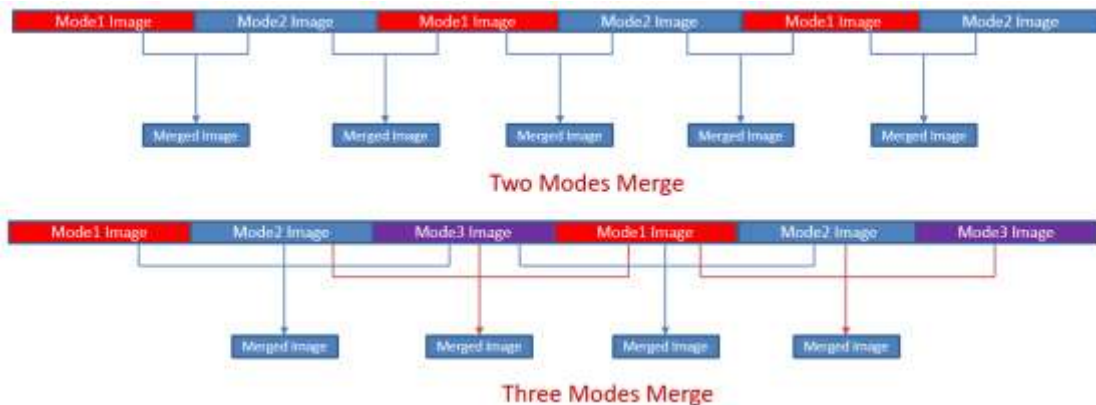 Mode1 Image Mode2 Image Mode1 Image Mode2 Image Mode1 Image Mode2 Image
Merged Image Merged Image Merged Image Merged Image Merged Image
Two Modes Merge
Mode1 Image Mode2 Image Mode3 Image Mode1 Image Mode2 Image Mode3 Image
Merged Image Merged Image Merged Image Merged Image
Three Modes Merge